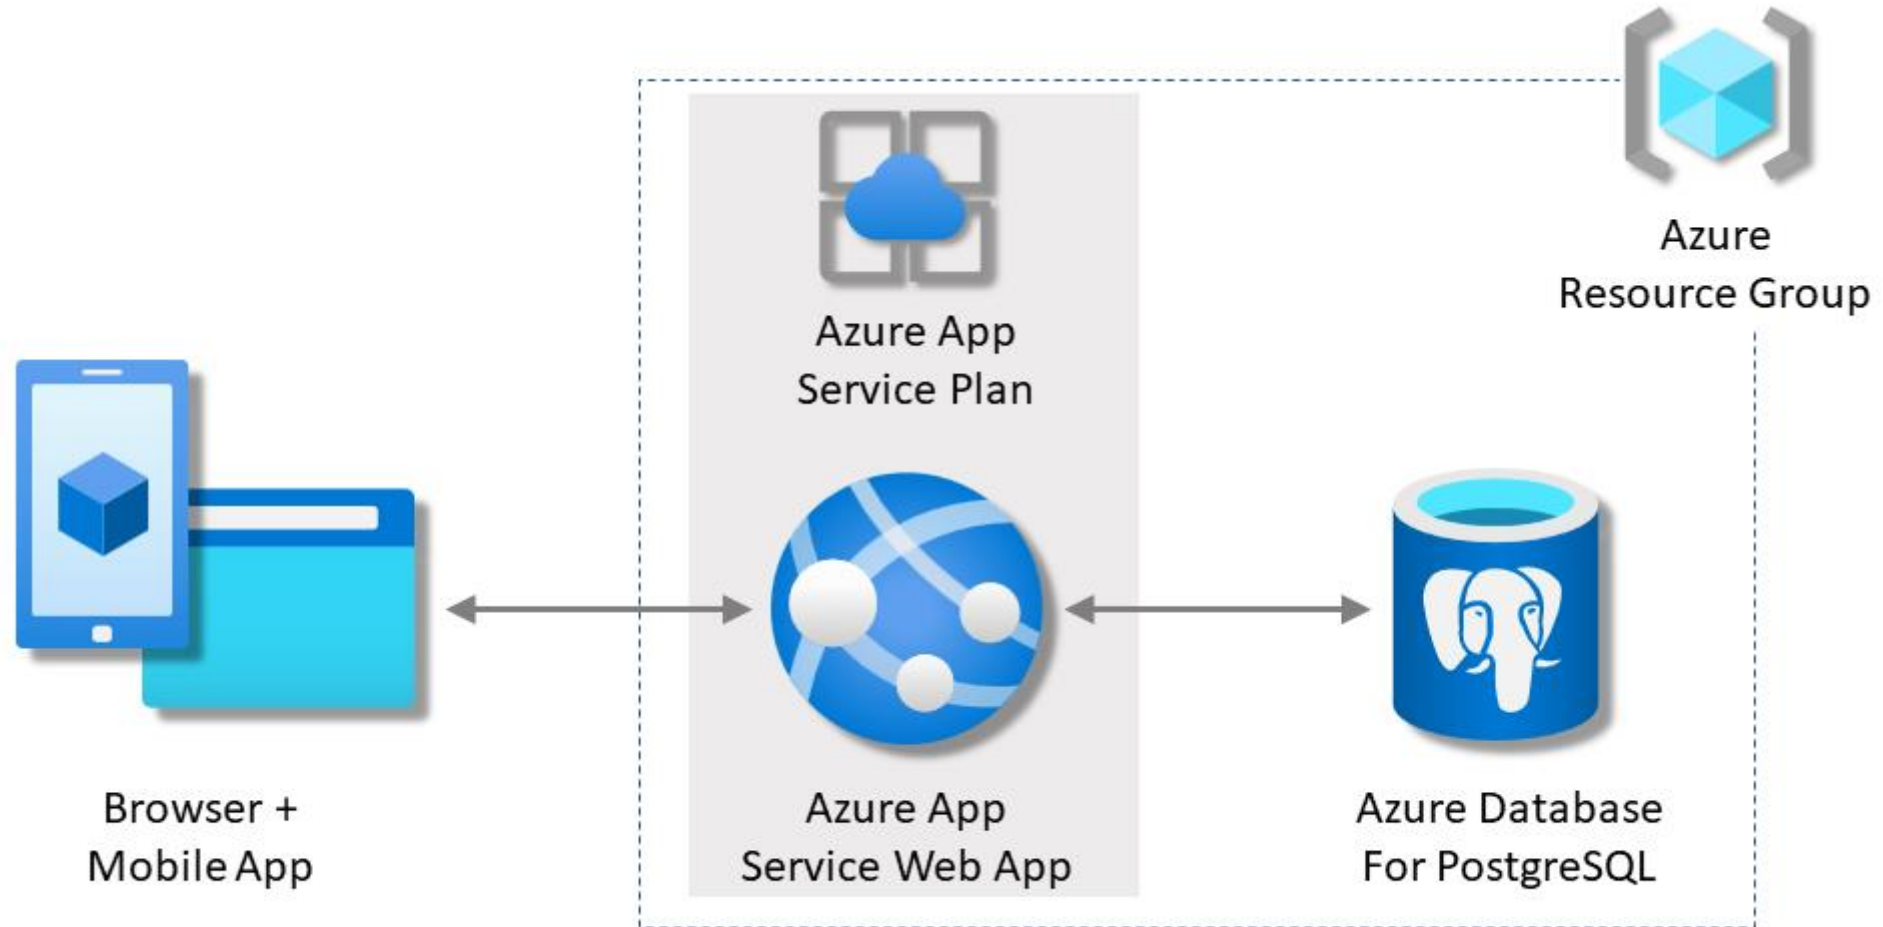 Azure
Resource Group
Azure App
Service Plan
Browser +
Mobile App
Azure App
Service Web App
Azure Database
For PostgreSQL